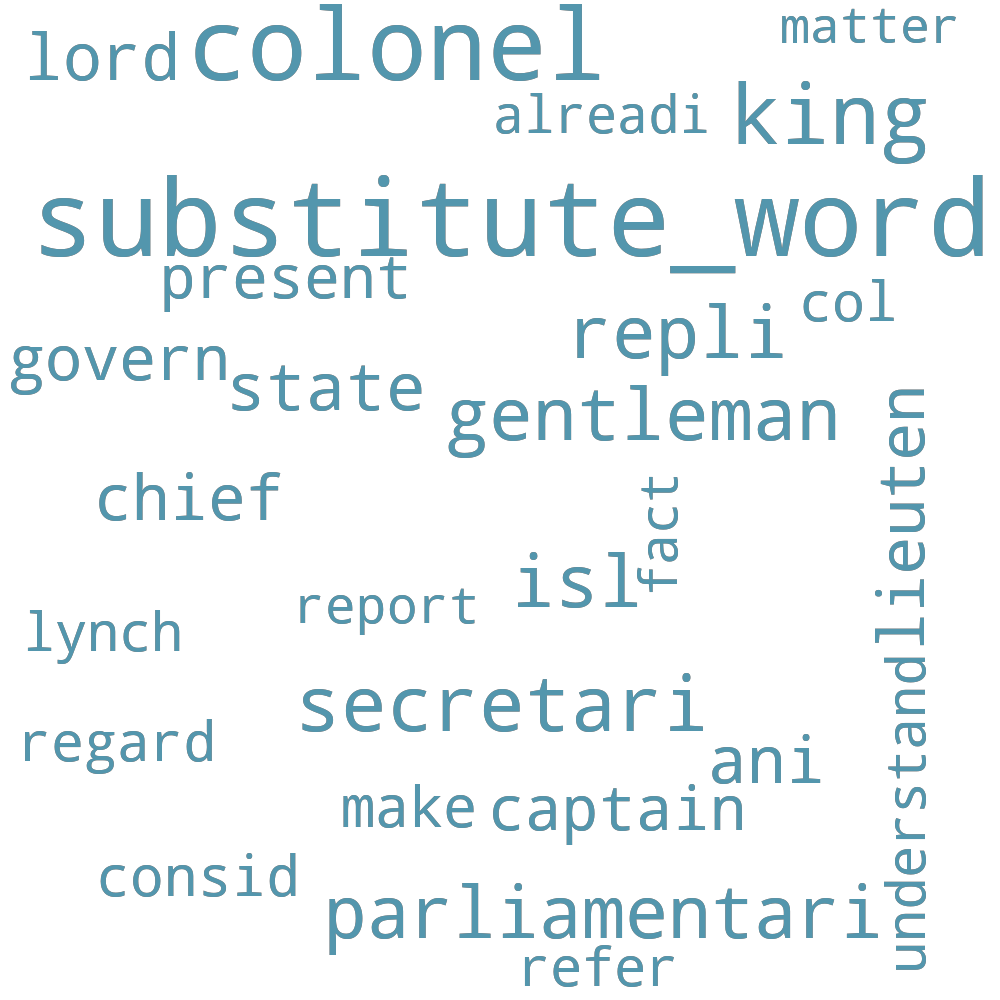 matter
lord colonel
alreadi king
substitute_word
present
col
repli
govern
state
gentleman
lieuten
chief
fact
isl
report
lynch
understand
secretari
regard
ani
make captain
consid
parliamentari
refer